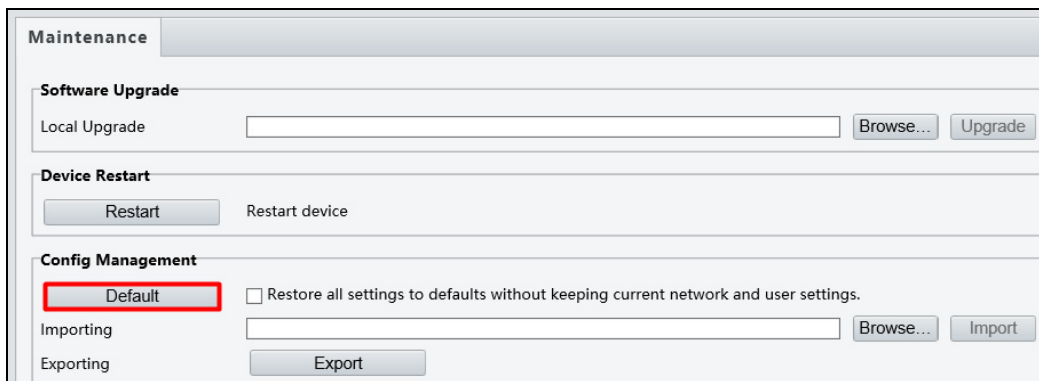 Maintenance
Software Upgrade
Local Upgrade Browse... Upgrade
Device Restart
Restart Restart device
Config Management
Default Restore all settings to defaults without keeping current network and user settings.
Importing Browse... Import
Exporting Export